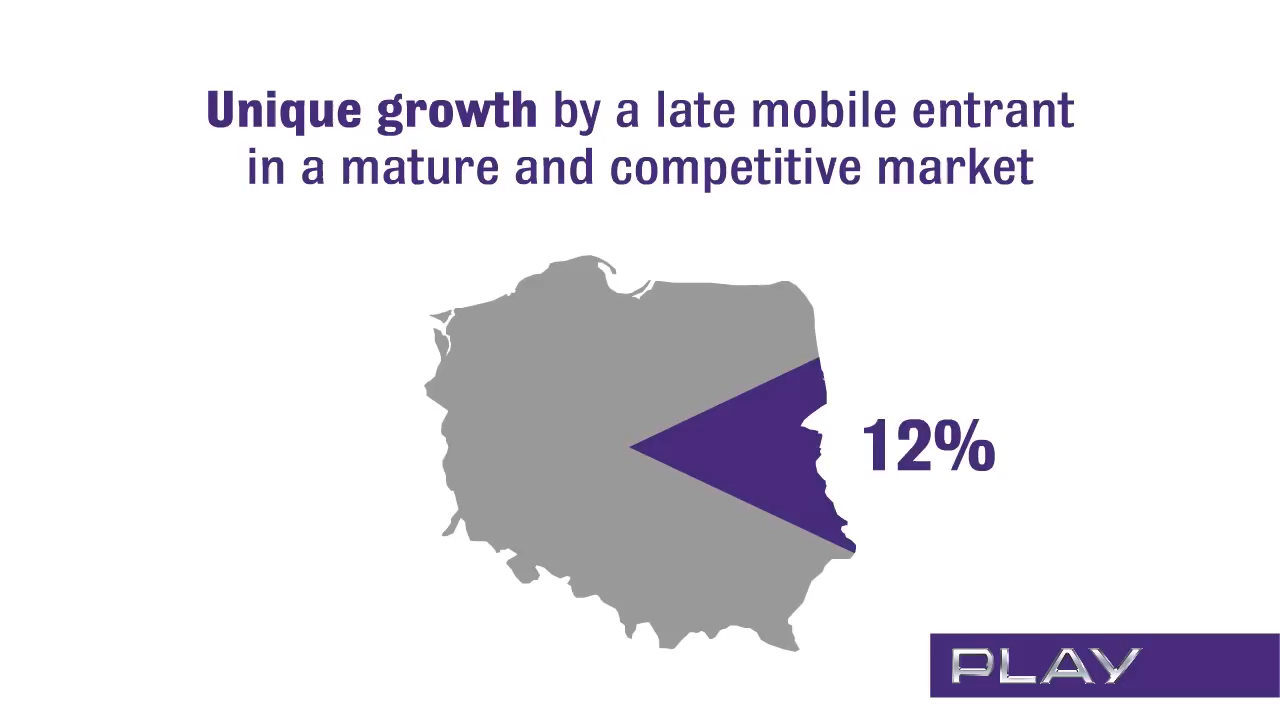 Unique growth by a late mobile entrant
in a mature and competitive market
12%
PLAY